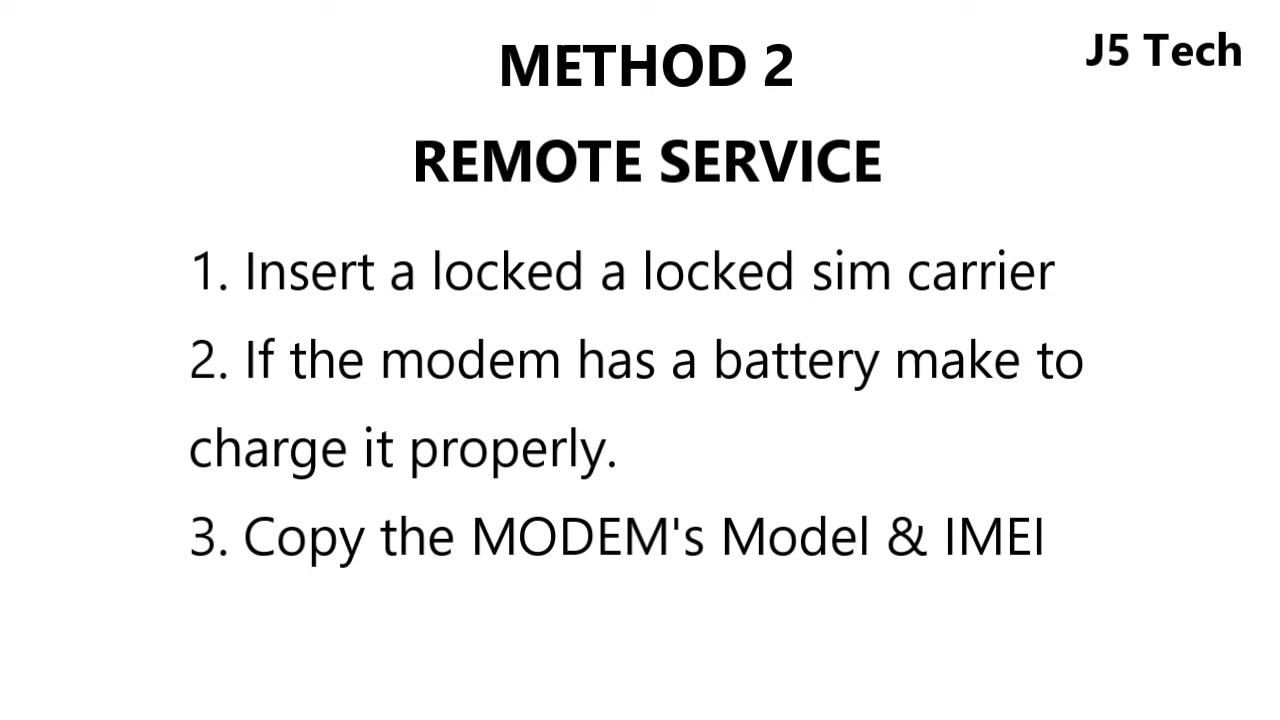 METHOD 2
J5 Tech
REMOTE SERVICE
1. Insert a locked a locked sim carrier
2. If the modem has a battery make to
charge it properly.
3. Copy the MODEM's Model & IMEI